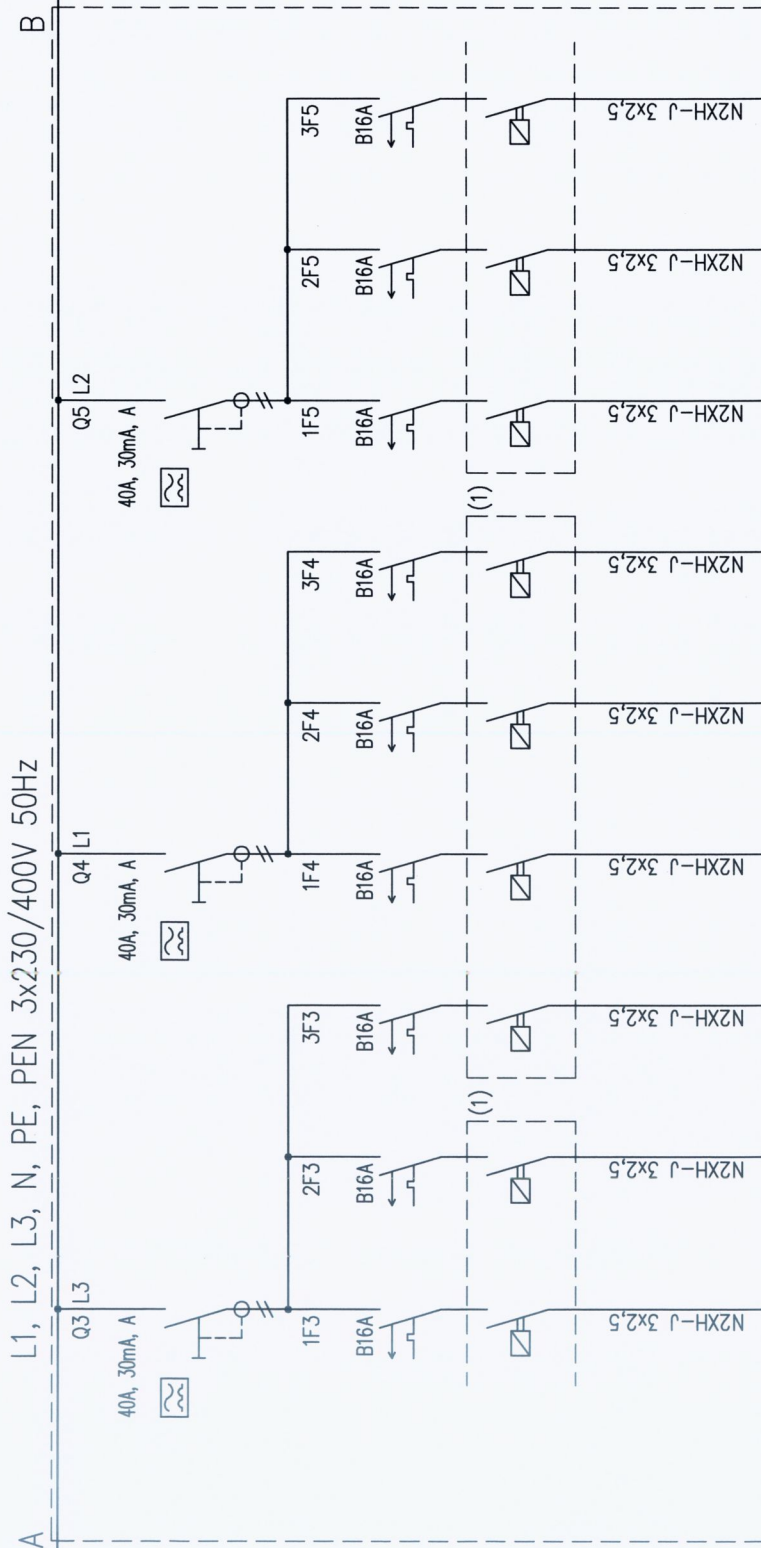 A
B
L1, L2, L3, N, PE, PEN 3x230/400V 50Hz
Q3 L3
40A, 30mA, A
Q4 L1
40A, 30mA, A
Q5 L2
40A, 30mA, A
1F3
2F3
3F3
1F4
2F4
3F4
1F5
2F5
3F5
B16A
B16A
B16A
B16A
B16A
B16A
B16A
B16A
B16A
(1)
(1)
N2XH-J 3x2,5
N2XH-J 3x2,5
N2XH-J 3x2,5
N2XH-J 3x2,5
N2XH-J 3x2,5
N2XH-J 3x2,5
N2XH-J 3x2,5
N2XH-J 3x2,5
N2XH-J 3x2,5